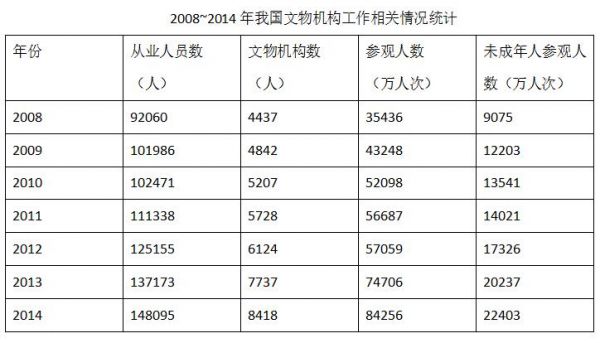 2008~2014 年我国文物机构工作相关情况统计
年份 从业人员数 文物机构数 参观人数 未成年人参观人
（人） （人） （万人次） 数（万人次）
2008 92060 4437 35436 9075
2009 101986 4842 43248 12203
2010 102471 5207 52098 13541
2011 111338 5728 56687 14021
2012 125155 6124 57059 17326
2013 137173 7737 74706 20237
2014 148095 8418 84256 22403